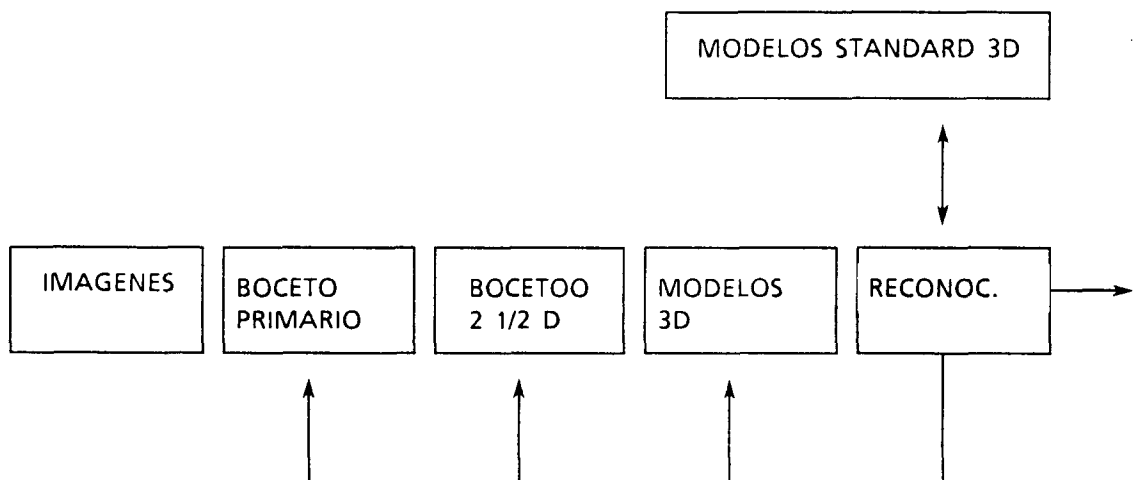 MODELOS STANDARD 3D
IMAGENES
BOCETO
PRIMARIO
BOCETOO
2 1/2 D
MODELOS
3D
RECONOC.